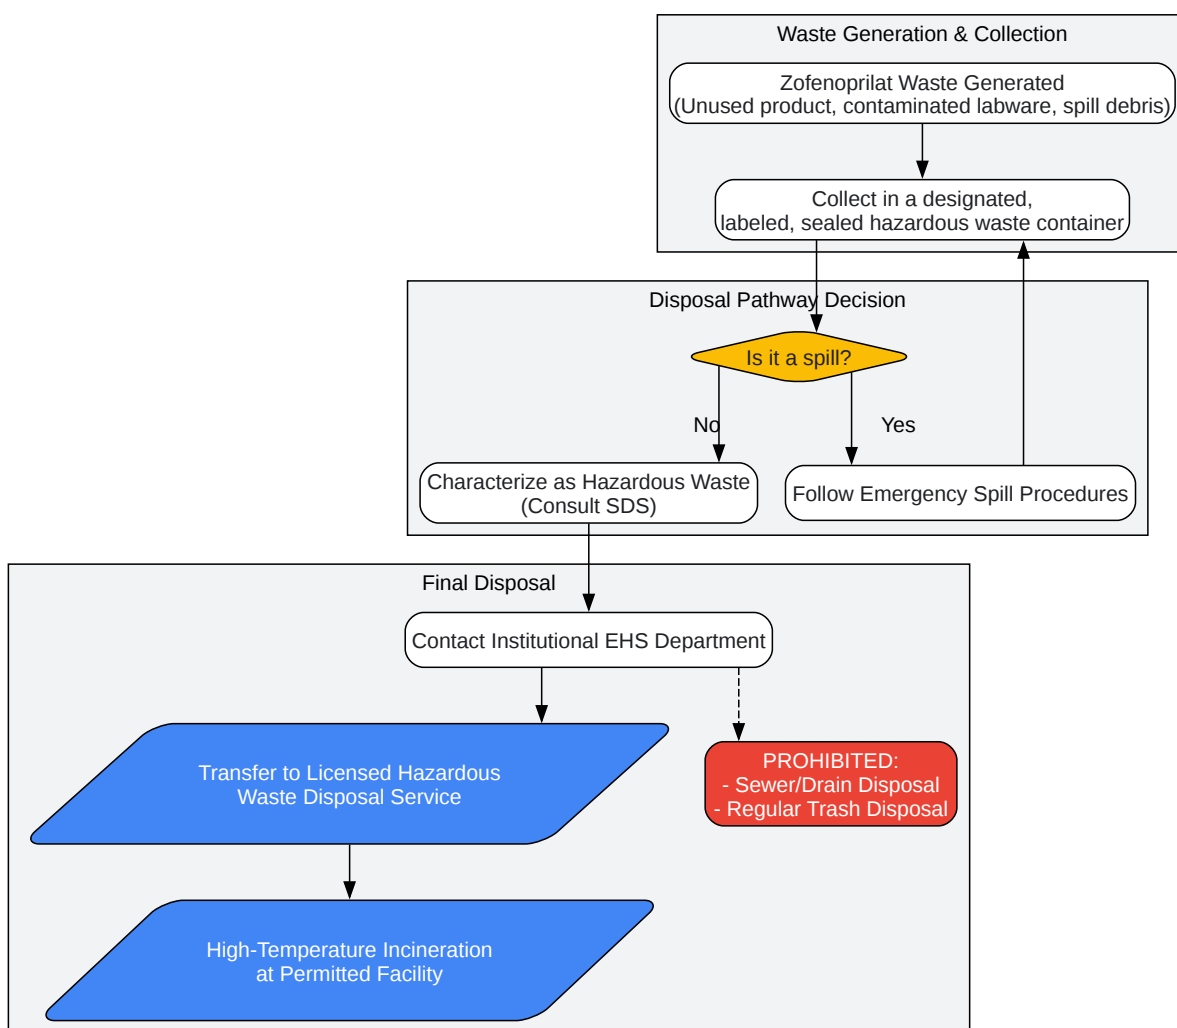 Waste Generation & Collection
Zofenoprilat Waste Generated
(Unused product, contaminated labware, spill debris)
Collect in a designated,
labeled, sealed hazardous waste container
Disposal Pathway Decision
Is it a spill?
No
Yes
Characterize as Hazardous Waste
(Consult SDS)
Follow Emergency Spill Procedures
Final Disposal
Contact Institutional EHS Department
Transfer to Licensed Hazardous
Waste Disposal Service
PROHIBITED:
- Sewer/Drain Disposal
- Regular Trash Disposal
High-Temperature Incineration
at Permitted Facility